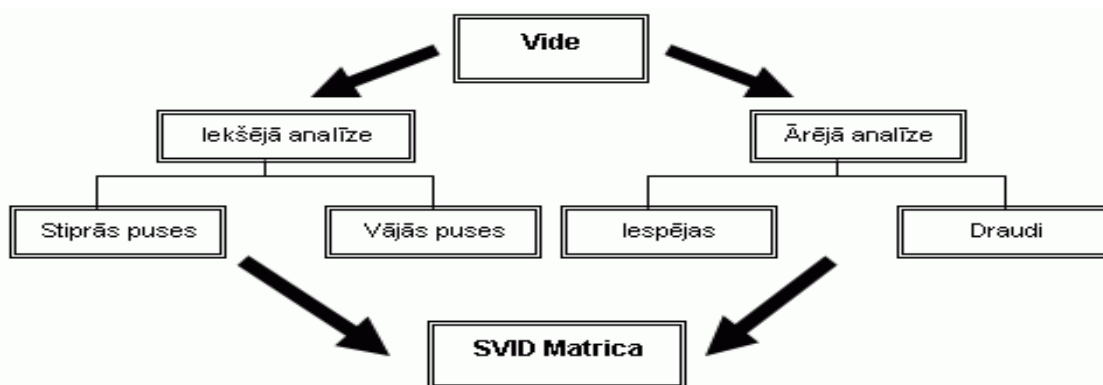 Vide
Iekšējā analīze
Ārējā analīze
Stiprās puses
Vājās puses
Iespējas
Draudi
SVID Matrica